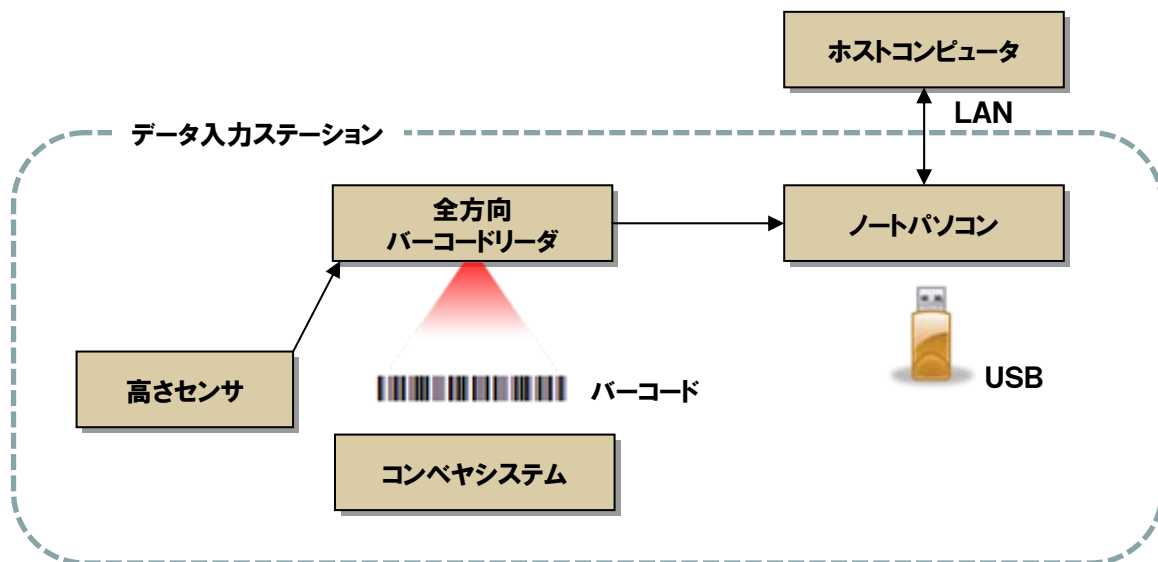 ホストコンピュータ
LAN
データ入力ステーション
全方向
バーコードリーダ
ノートパソコン
高さセンサ
バーコード
USB
コンベヤシステム